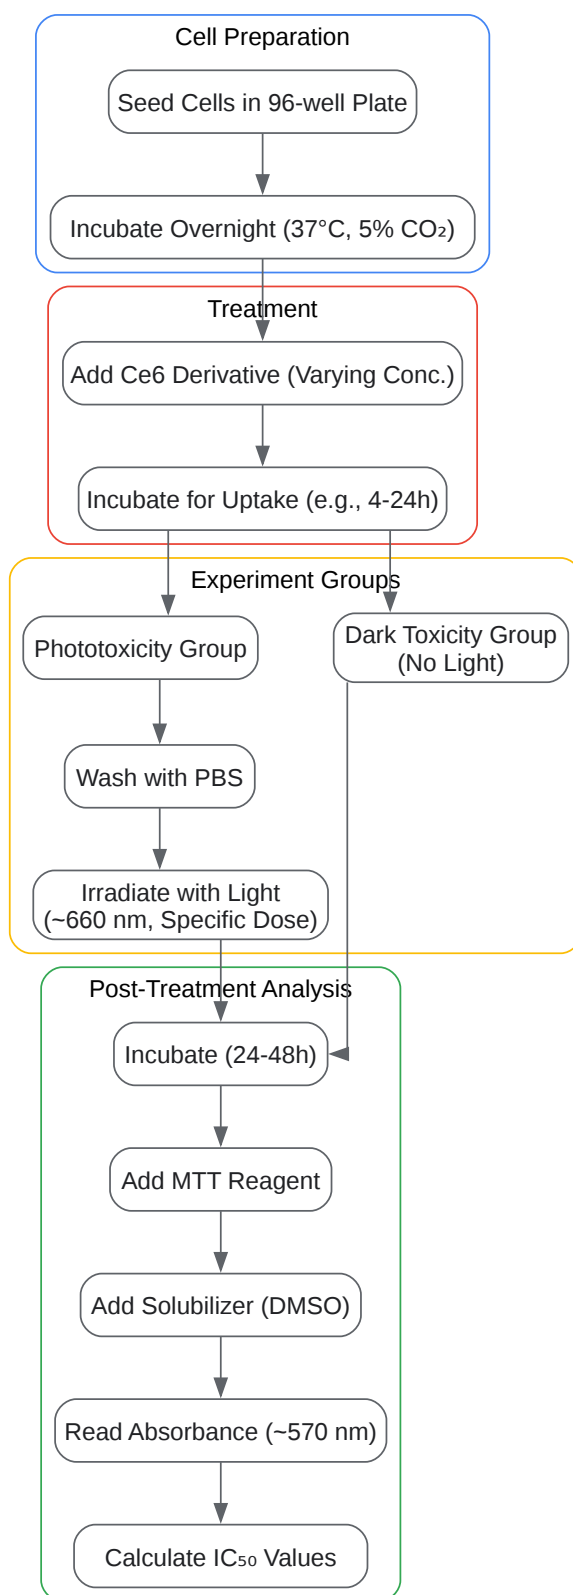 Cell Preparation
Seed Cells in 96-well Plate
Incubate Overnight (37°C, 5% CO₂)
Treatment
Add Ce6 Derivative (Varying Conc.)
Incubate for Uptake (e.g., 4-24h)
Experiment Groups
Phototoxicity Group
Dark Toxicity Group
(No Light)
Wash with PBS
Irradiate with Light
(~660 nm, Specific Dose)
Post-Treatment Analysis
Incubate (24-48h)
Add MTT Reagent
Add Solubilizer (DMSO)
Read Absorbance (~570 nm)
Calculate IC₅₀ Values